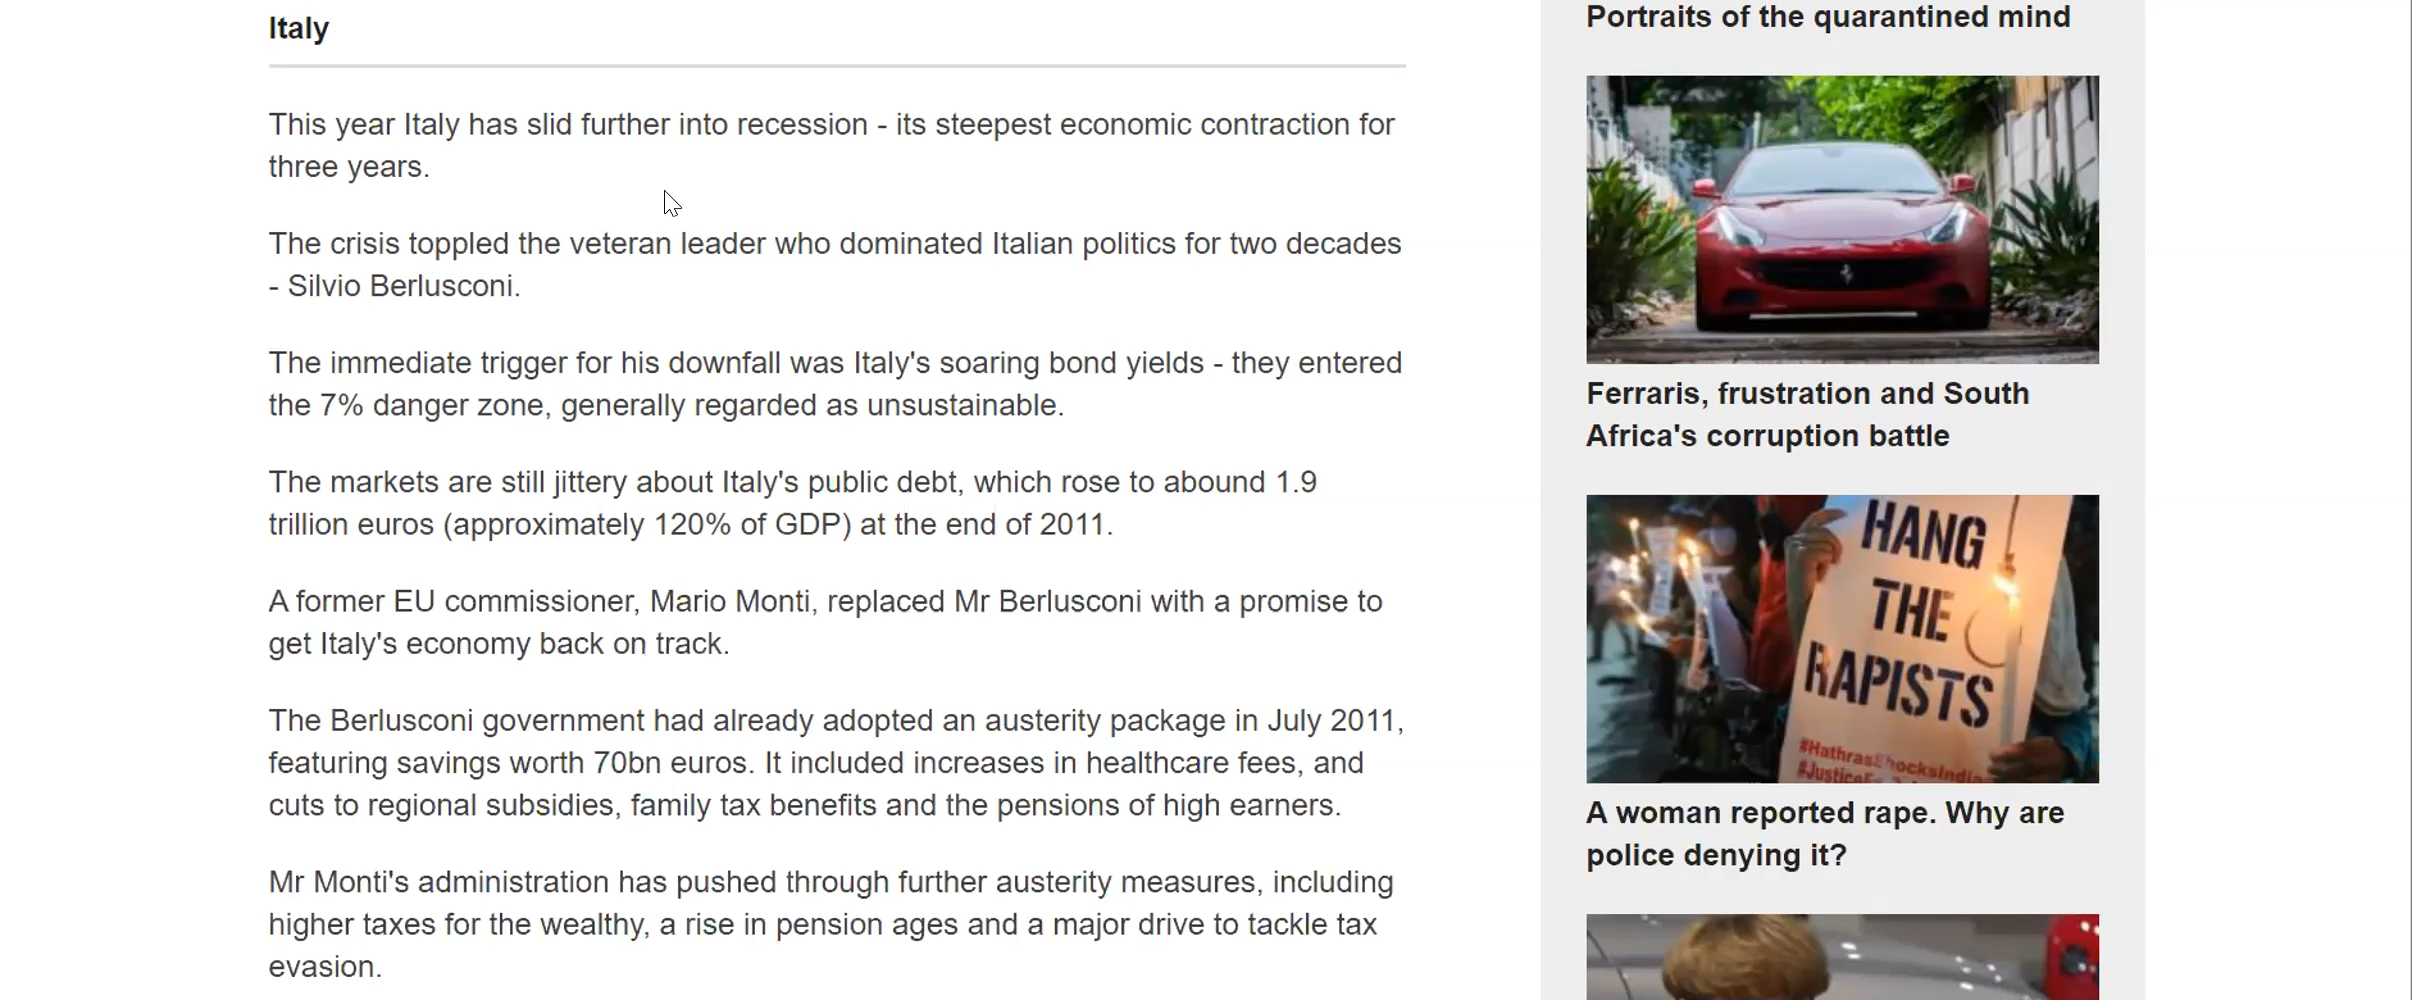 Italy
This year Italy has slid further into recession - its steepest economic contraction for
three years.
The crisis toppled the veteran leader who dominated Italian politics for two decades
- Silvio Berlusconi.
The immediate trigger for his downfall was Italy's soaring bond yields - they entered
the 7% danger zone, generally regarded as unsustainable.
The markets are still jittery about Italy's public debt, which rose to abound 1.9
trillion euros (approximately 120% of GDP) at the end of 2011.
A former EU commissioner, Mario Monti, replaced Mr Berlusconi with a promise to
get Italy's economy back on track.
The Berlusconi government had already adopted an austerity package in July 2011,
featuring savings worth 70bn euros. It included increases in healthcare fees, and
cuts to regional subsidies, family tax benefits and the pensions of high earners.
Mr Monti's administration has pushed through further austerity measures, including
higher taxes for the wealthy, a rise in pension ages and a major drive to tackle tax
evasion.
Portraits of the quarantined mind
Ferraris, frustration and South
Africa's corruption battle
HANG
THE
RAPISTS
A woman reported rape. Why are
police denying it?